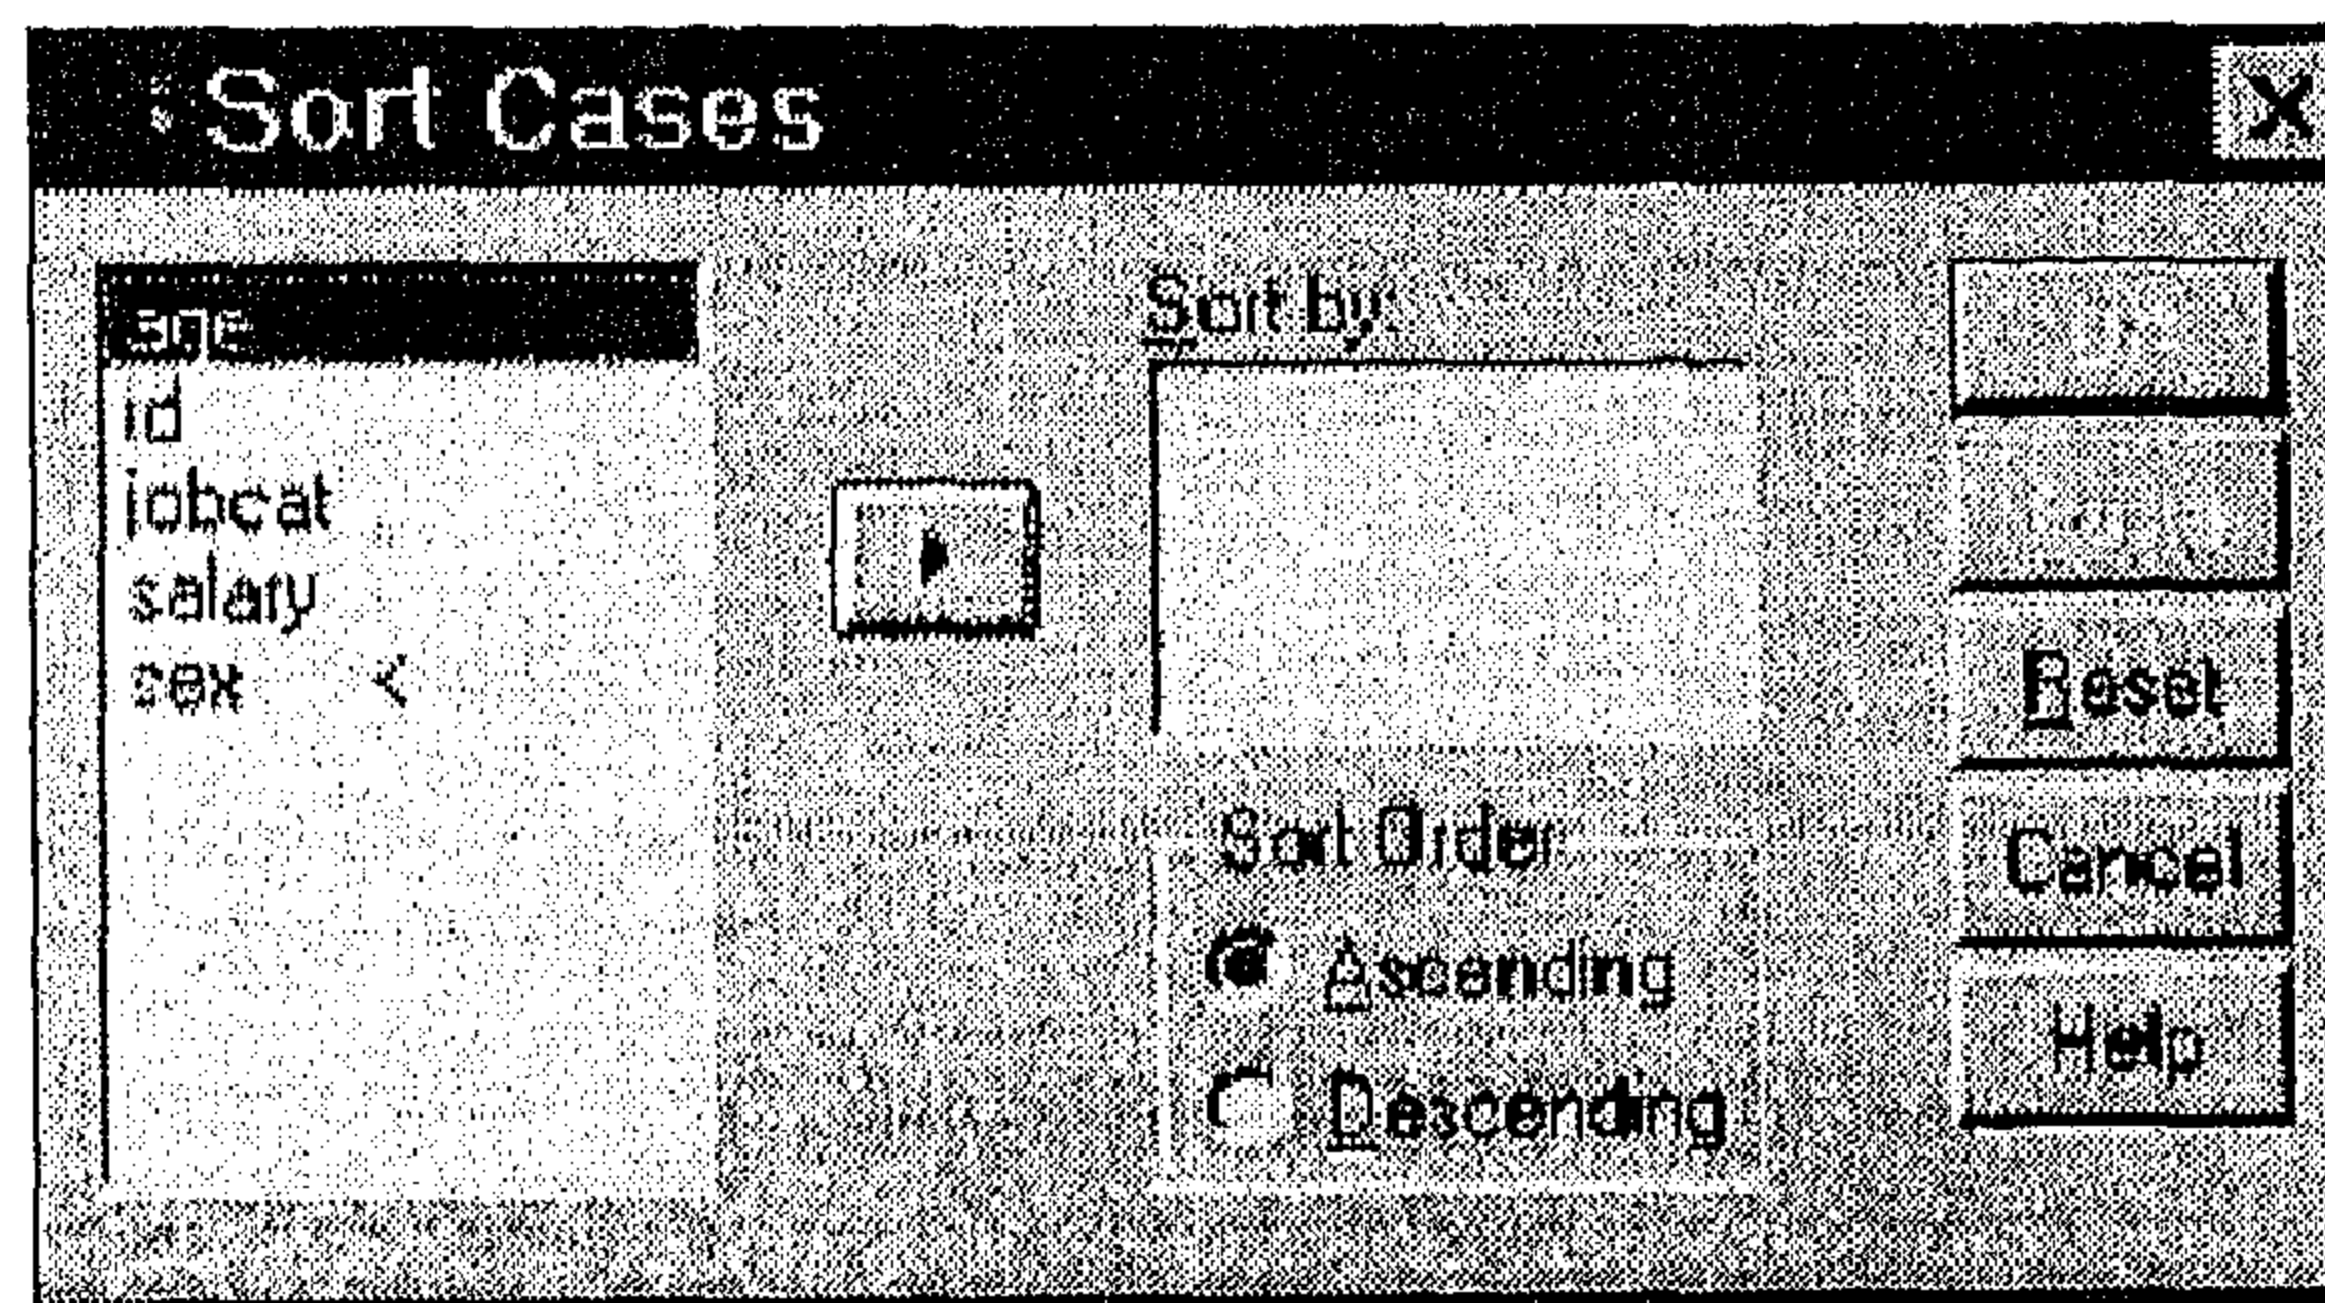 Sort Cases
age
id
jobcat
salary
sex <
Sort by:
Sort Order
Ascending
Descending
Reset
Cancel
Help